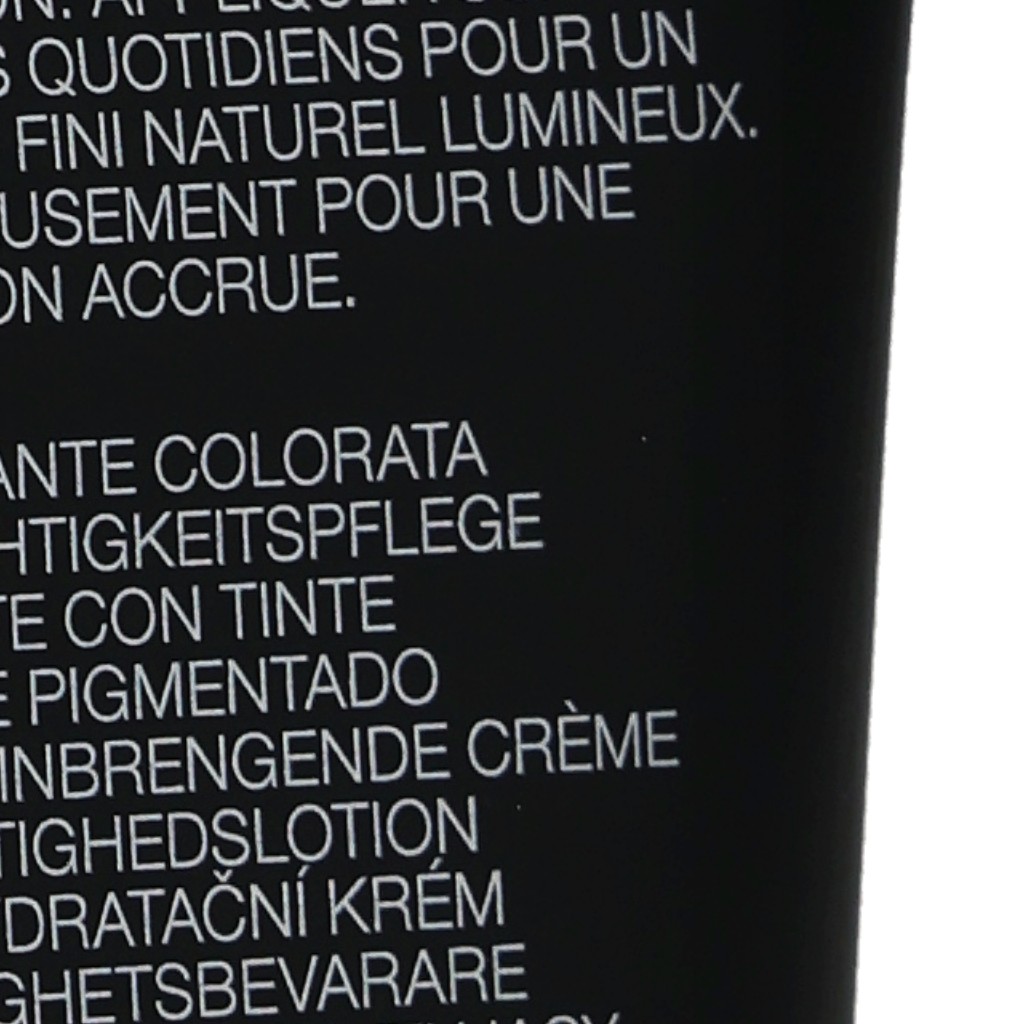 QUOTIDIENS POUR UN
FINI NATUREL LUMINEUX.
USEMENT POUR UNE
ON ACCRUE.
ANTE COLORATA
HTIGKEITSPFLEGE
TE CON TINTE
E PIGMENTADO
INBRENGENDE CRÈME
TIGHEDSLOTION
DRATAČNÍ KRÉM
GHETSBEVARARE